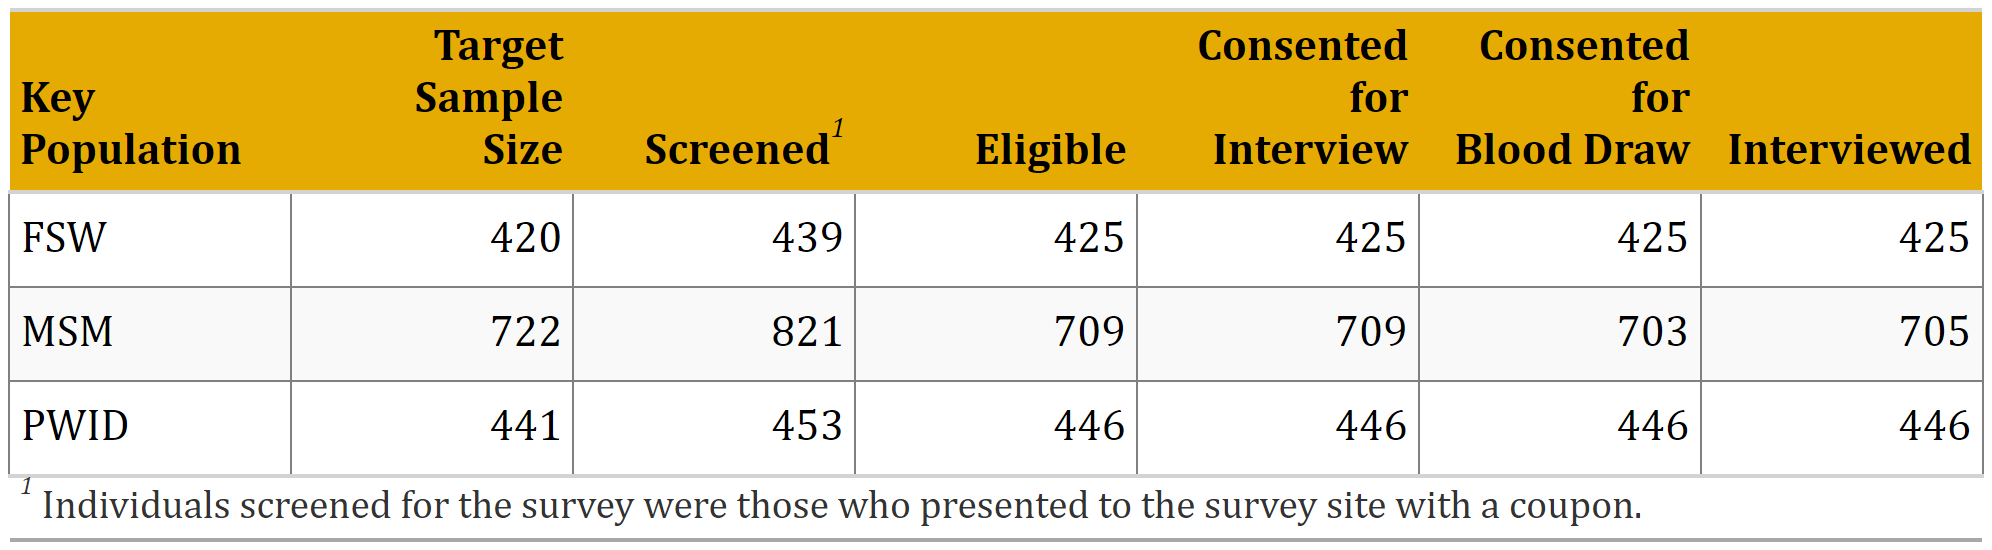 Key Population | Target Sample Size | Screened¹ | Eligible | Consented for Interview | Consented for Blood Draw | Interviewed
FSW | 420 | 439 | 425 | 425 | 425 | 425
MSM | 722 | 821 | 709 | 709 | 703 | 705
PWID | 441 | 453 | 446 | 446 | 446 | 446
¹ Individuals screened for the survey were those who presented to the survey site with a coupon.